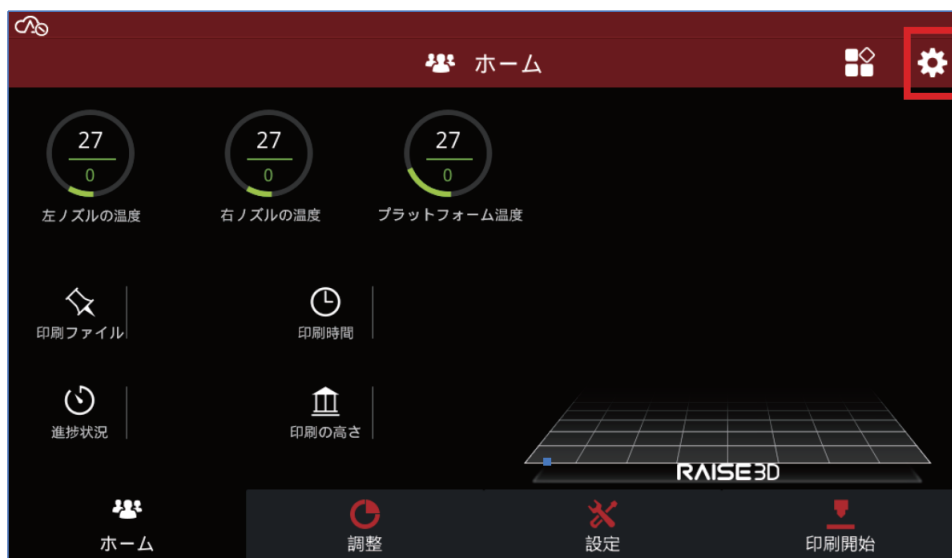 ホーム
27
0
左ノズルの温度
27
0
右ノズルの温度
27
0
プラットフォーム温度
印刷ファイル
印刷時間
進捗状況
印刷の高さ
RAISE3D
ホーム
調整
設定
印刷開始